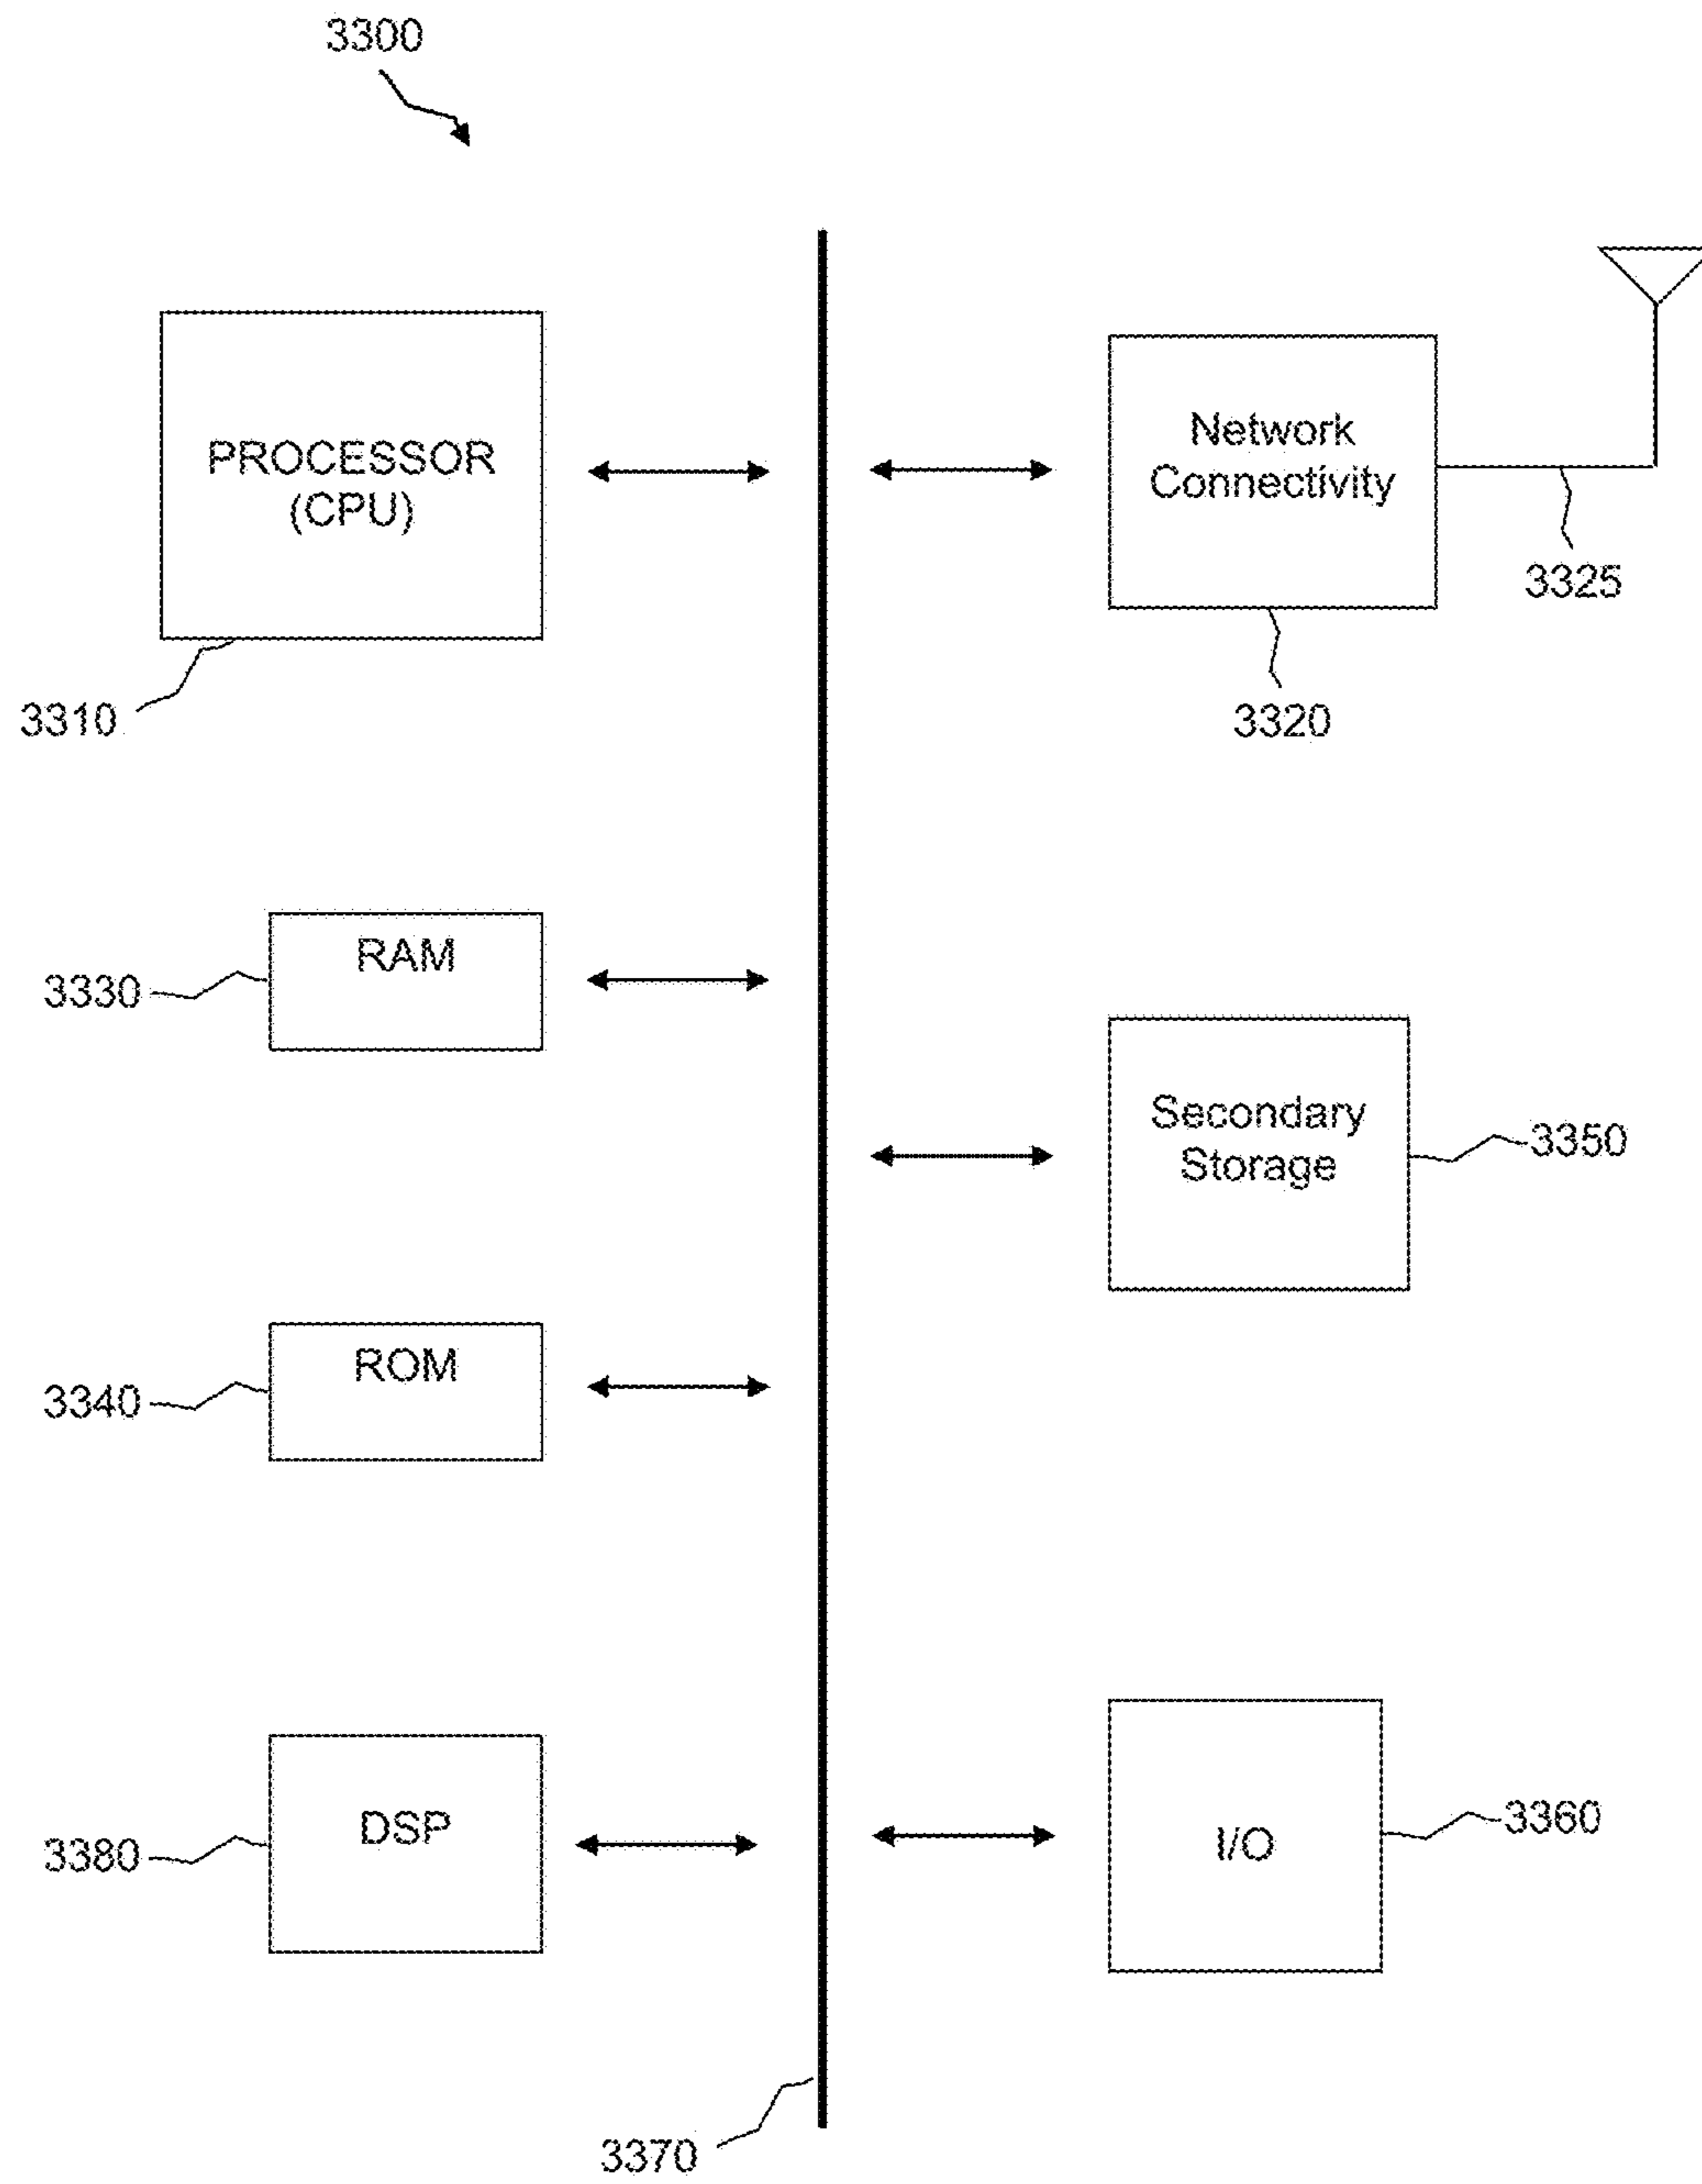 3300
PROCESSOR
(CPU)
3310
Network
Connectivity
3325
3320
RAM
3330
Secondary
Storage
3350
ROM
3340
DSP
3380
I/O
3360
3370